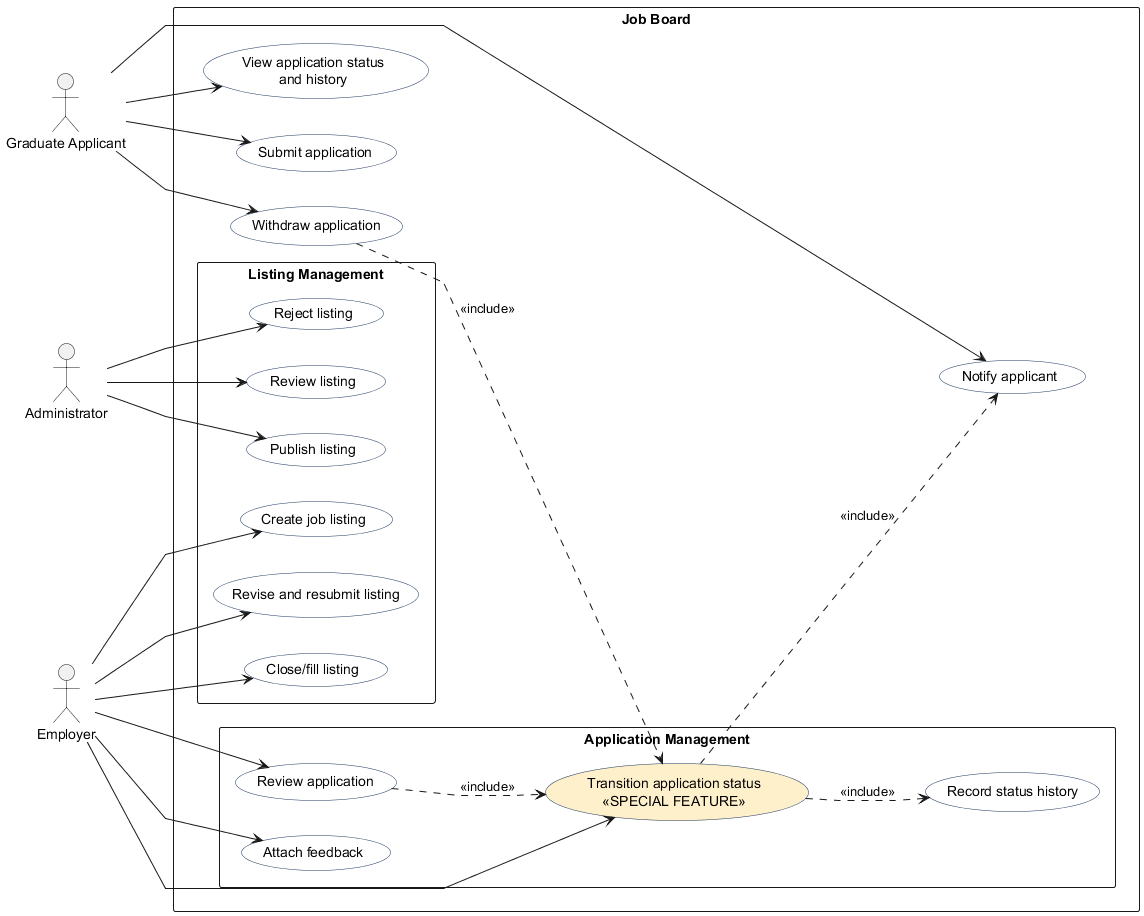 Job Board
View application status
and history
Graduate Applicant
Submit application
Withdraw application
Listing Management
Reject listing
«include»
Administrator
Review listing
Notify applicant
Publish listing
Create job listing
«include»
Revise and resubmit listing
Close/fill listing
Employer
Application Management
Review application
«include»
Transition application status
«SPECIAL FEATURE»
«include»
Record status history
Attach feedback